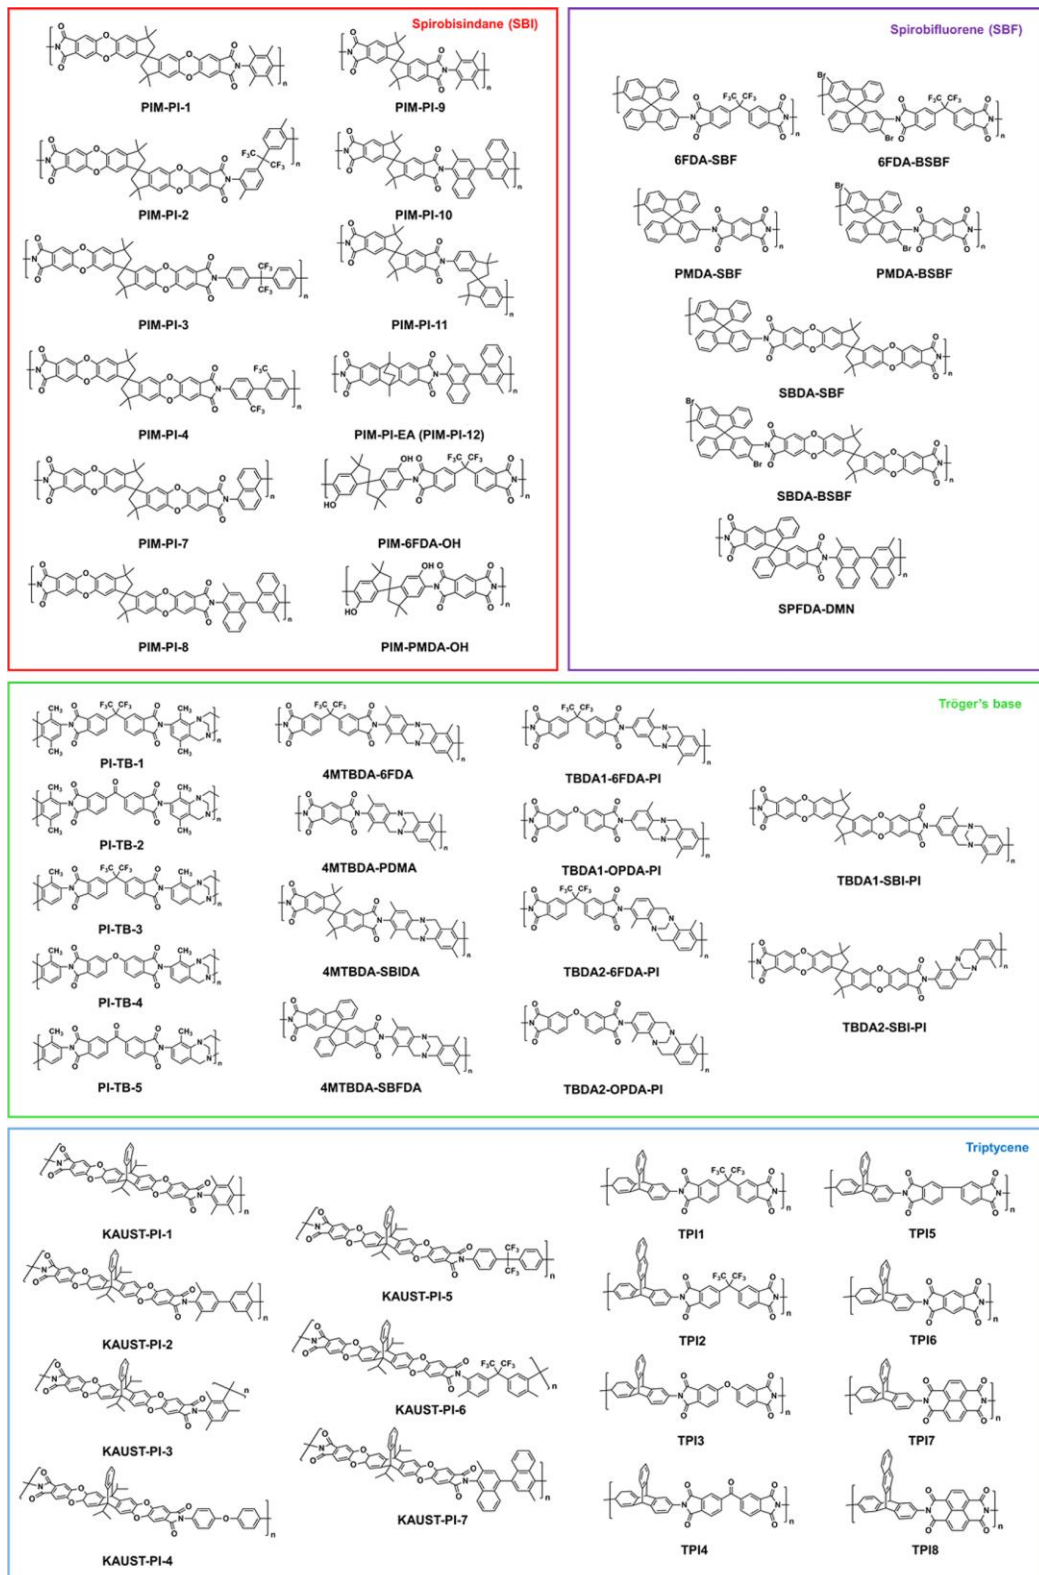 Spirobisindane (SBI)
PIM-PI-1
PIM-PI-9
PIM-PI-2
PIM-PI-10
PIM-PI-3
PIM-PI-11
PIM-PI-4
PIM-PI-EA (PIM-PI-12)
PIM-PI-7
PIM-6FDA-OH
PIM-PI-8
PIM-PMDA-OH
Spirobifluorene (SBF)
6FDA-SBF
6FDA-BSBF
PMDA-SBF
PMDA-BSBF
SBDA-SBF
SBDA-BSBF
SPFDA-DMN
Tröger's base
PI-TB-1
PI-TB-2
PI-TB-3
PI-TB-4
PI-TB-5
4MTBDA-6FDA
4MTBDA-PDMA
4MTBDA-SBIDA
4MTBDA-SBFDA
TBDA1-6FDA-PI
TBDA1-OPDA-PI
TBDA2-6FDA-PI
TBDA2-OPDA-PI
TBDA1-SBI-PI
TBDA2-SBI-PI
Triptycene
KAUST-PI-1
KAUST-PI-2
KAUST-PI-3
KAUST-PI-4
KAUST-PI-5
KAUST-PI-6
KAUST-PI-7
TPI1
TPI2
TPI3
TPI4
TPI5
TPI6
TPI7
TPI8